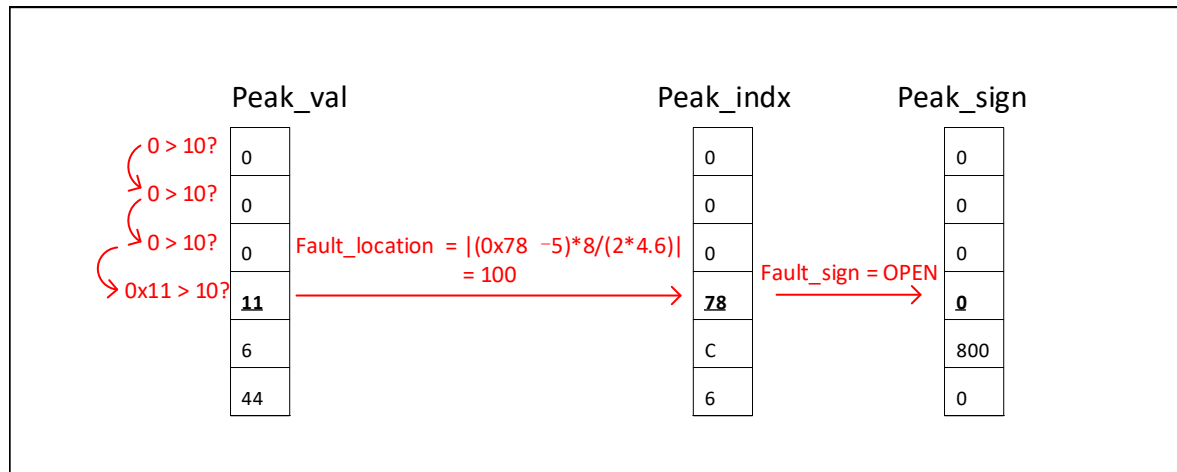 Peak_val Peak_indx Peak_sign
0 > 10? 0 0 0
0 > 10? 0 0 0
0 > 10? 0 Fault_location = |(0x78 -5)*8/(2*4.6)| 0 0
= 100 Fault_sign = OPEN
0x11 > 10? 11 78 0
6 C 800
44 6 0